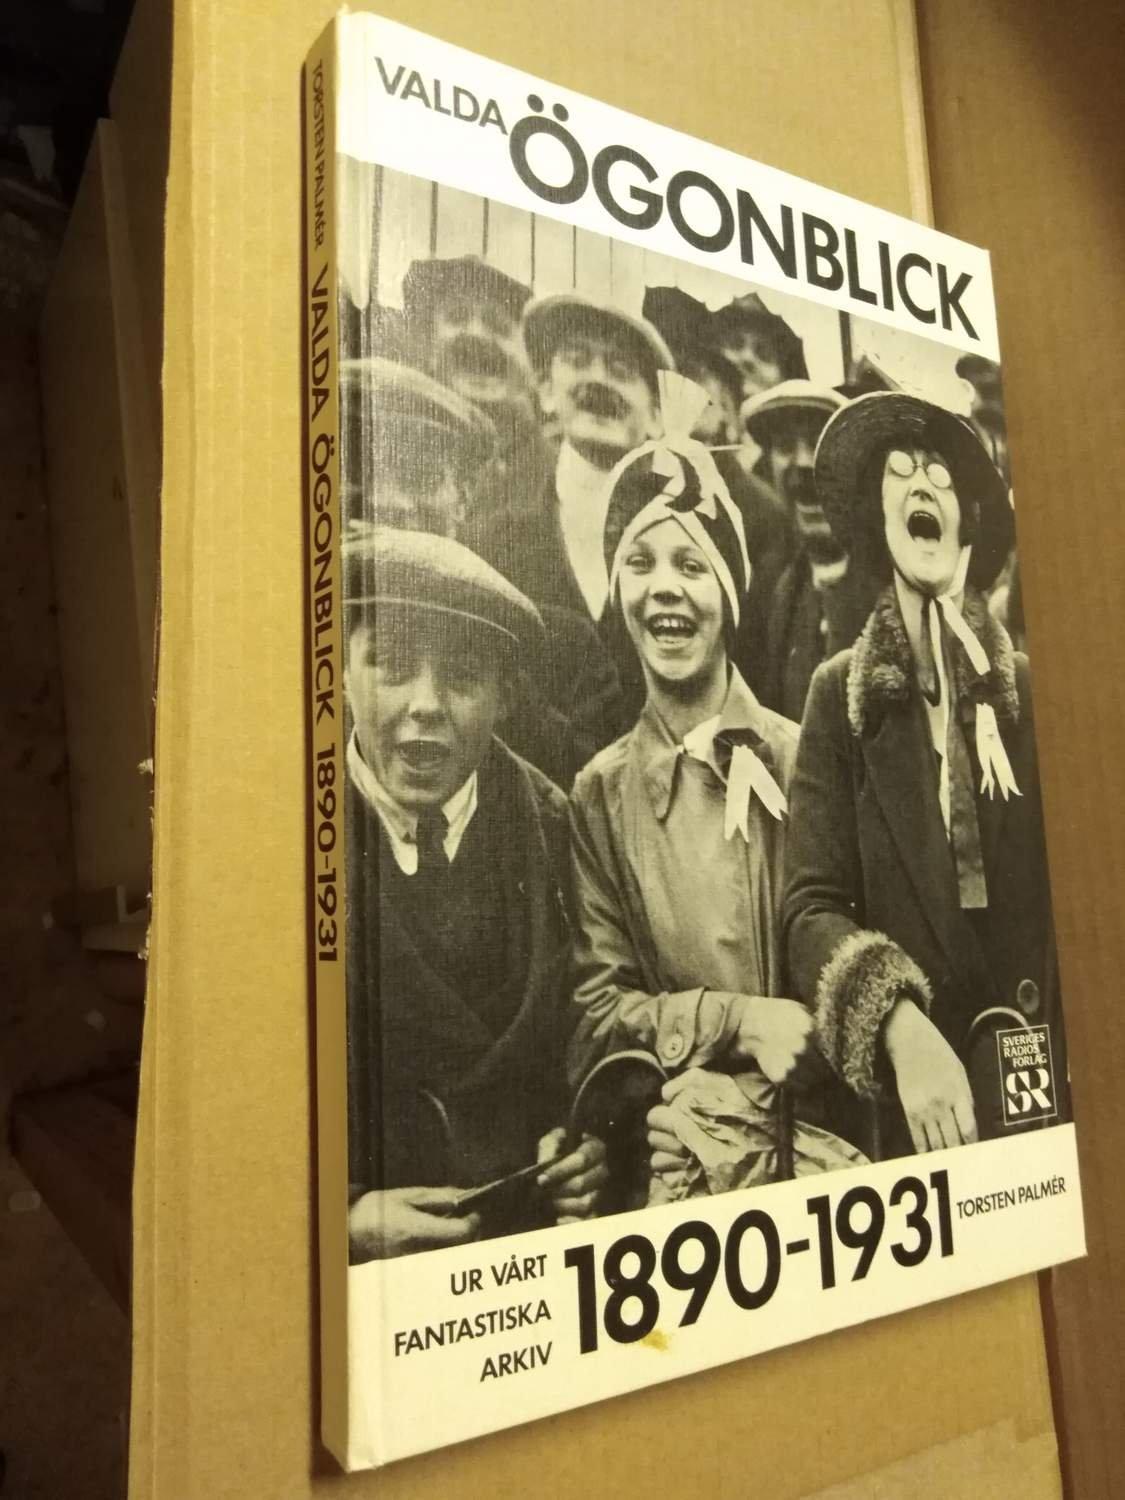 VALDA ÖGONBLICK
SVERIGES
RADIOS
FÖRLAG
SR
UR VÅRT
FANTASTISKA
ARKIV
1890-1931
TORSTEN PALMÉR
TORSTEN PALMÉR VALDA ÖGONBLICK 1890-1931